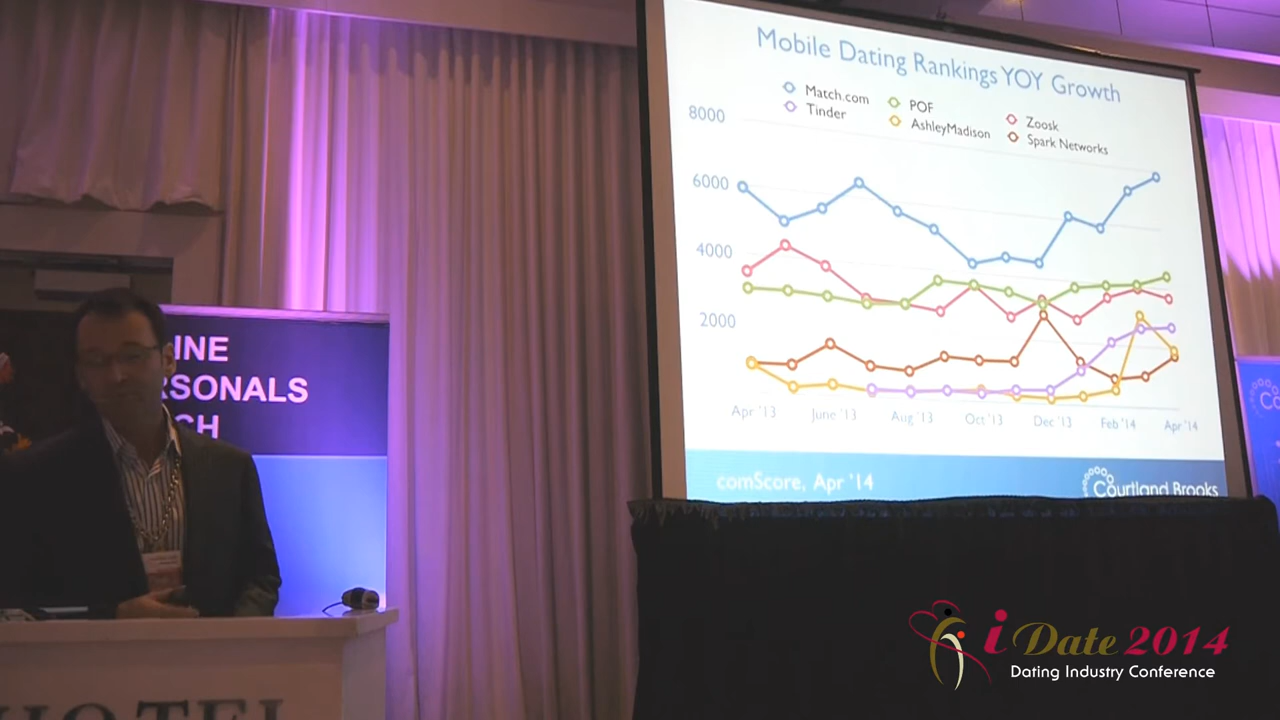 Mobile Dating Rankings YOY Growth
Match.com POF Zoosk
Tinder AshleyMadison Spark Networks
8000
6000
4000
2000
Apr '13 June '13 Aug '13 Oct '13 Dec '13 Feb '14 Apr '14
comScore, Apr '14
Courtland Brooks
INE
RSONALS
CH
HOTEL
Co
iDate 2014
Dating Industry Conference